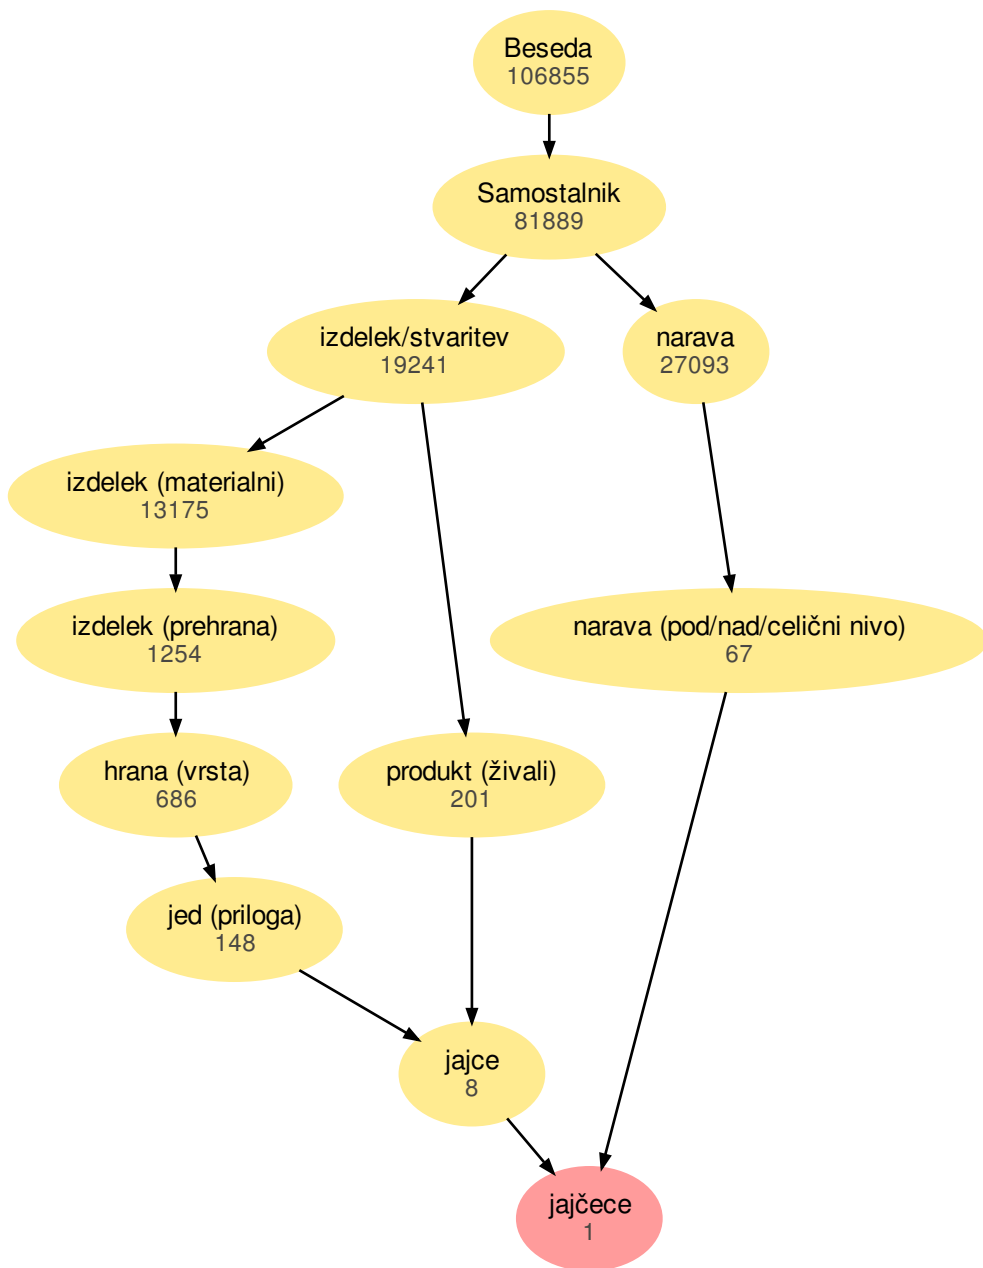 Beseda
106855
Samostalnik
81889
izdelek/stvaritev
19241
narava
27093
izdelek (materialni)
13175
izdelek (prehrana)
1254
narava (pod/nad/celični nivo)
67
hrana (vrsta)
686
produkt (živali)
201
jed (priloga)
148
jajce
8
jajčece
1